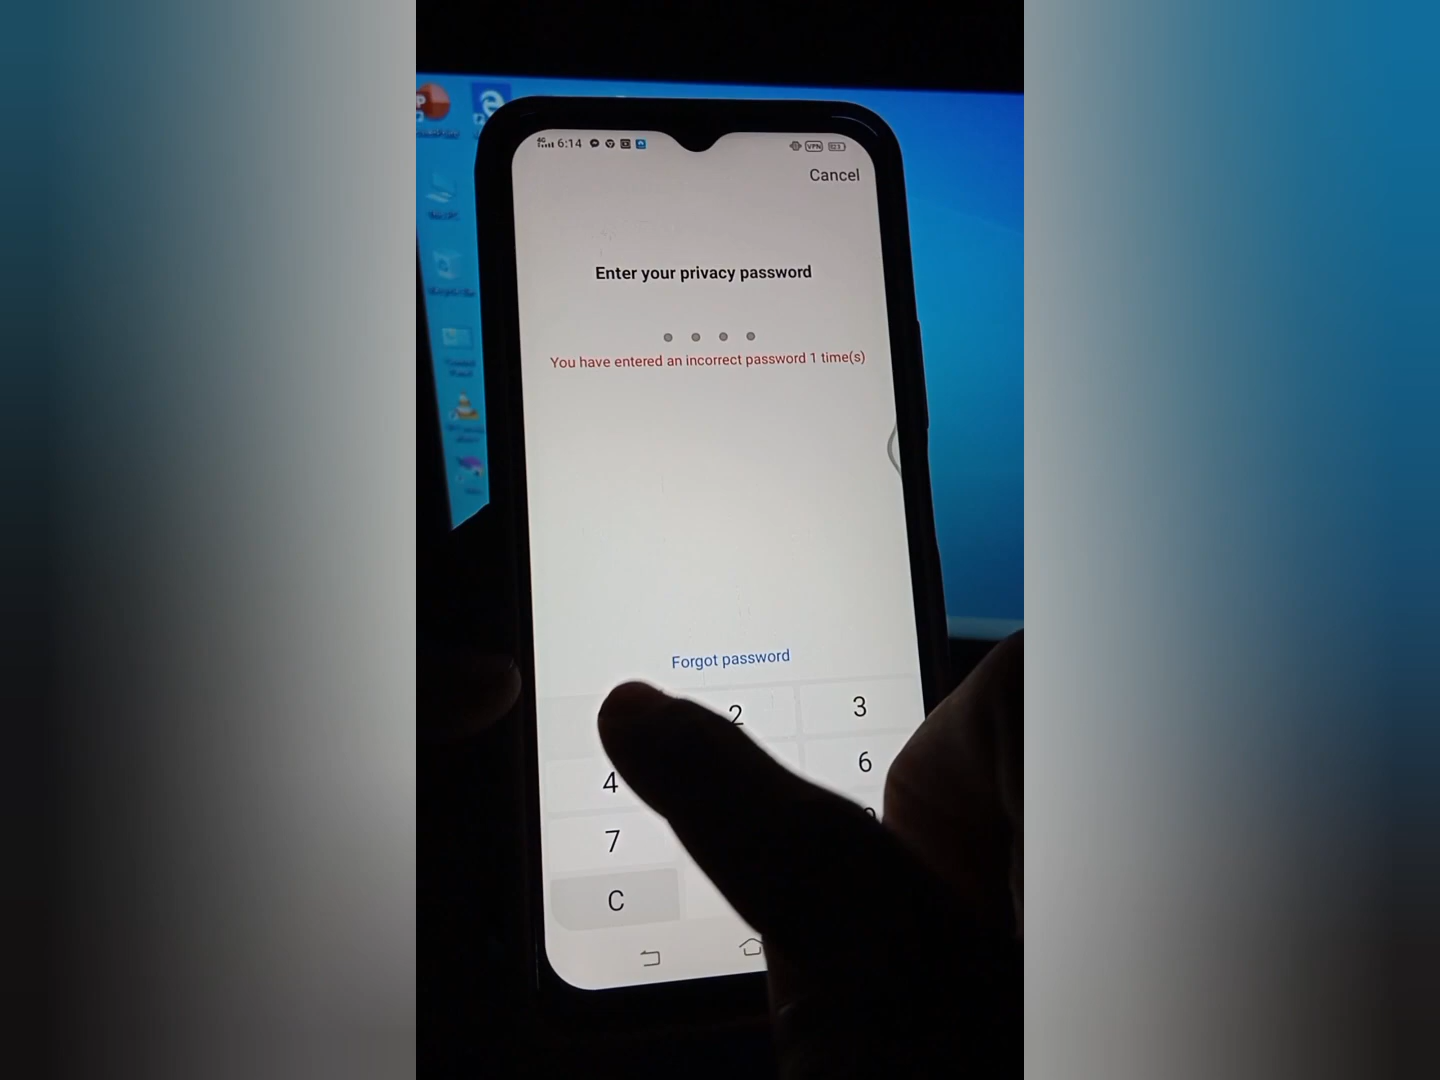 4G 6:14
VPN
Cancel
Enter your privacy password
You have entered an incorrect password 1 time(s)
Forgot password
2 3
4 6
7
C